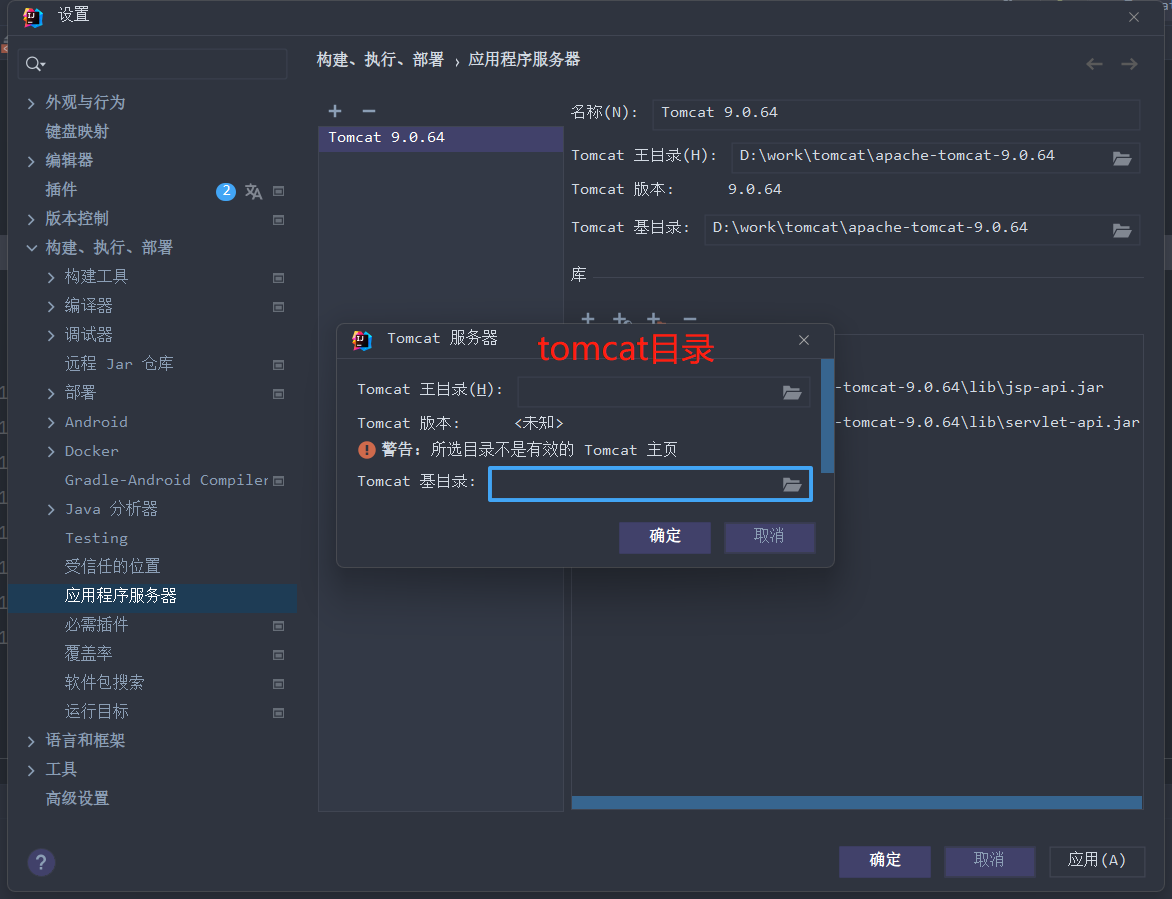 设置
构建、执行、部署 › 应用程序服务器
外观与行为
键盘映射
编辑器
插件 2
版本控制
构建、执行、部署
构建工具
编译器
调试器
远程 Jar 仓库
部署
Android
Docker
Gradle-Android Compiler
Java 分析器
Testing
受信任的位置
应用程序服务器
必需插件
覆盖率
软件包搜索
运行目标
语言和框架
工具
高级设置
Tomcat 9.0.64
名称(N): Tomcat 9.0.64
Tomcat 主目录(H): D:\work\tomcat\apache-tomcat-9.0.64
Tomcat 版本: 9.0.64
Tomcat 基目录: D:\work\tomcat\apache-tomcat-9.0.64
库
-tomcat-9.0.64\lib\jsp-api.jar
-tomcat-9.0.64\lib\servlet-api.jar
Tomcat 服务器
tomcat目录
Tomcat 主目录(H):
Tomcat 版本: <未知>
警告: 所选目录不是有效的 Tomcat 主页
Tomcat 基目录:
确定 取消
?
确定 取消 应用(A)